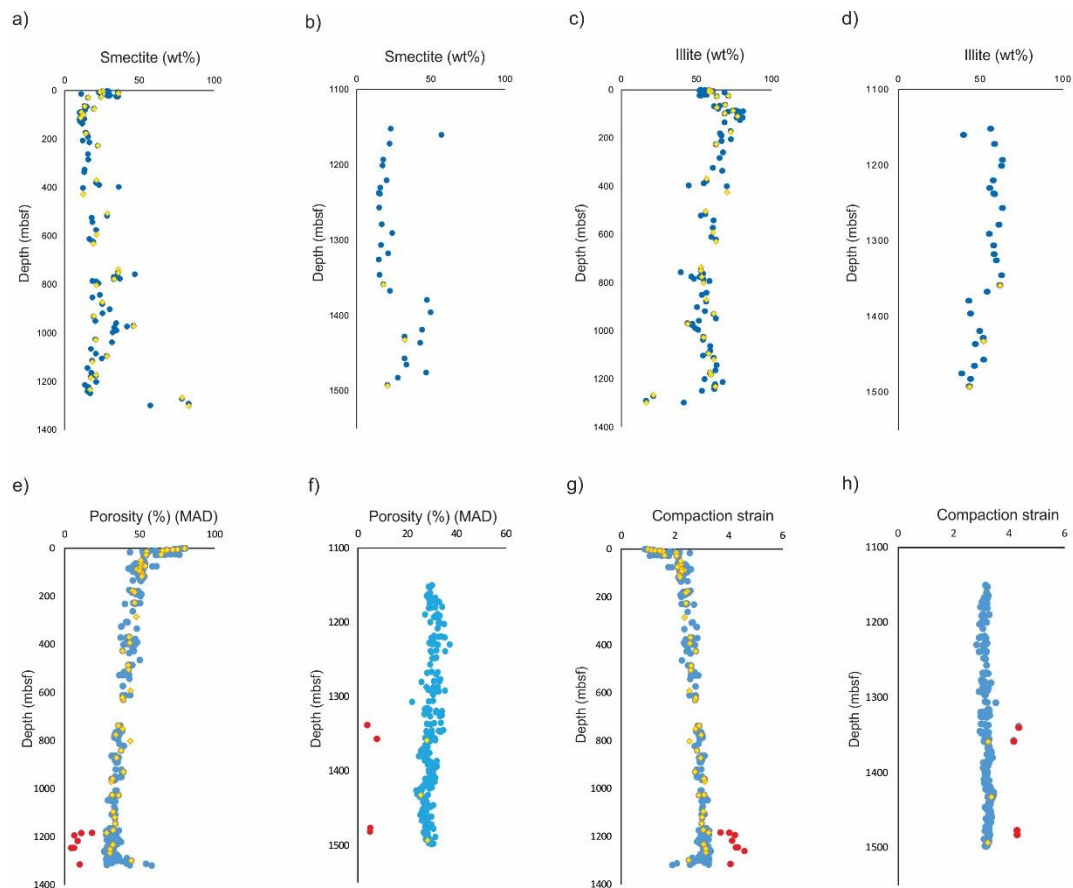 a)
Smectite (wt%)
0 50 100
0
200
400
600
800
1000
1200
1400
Depth (mbsf)
b)
Smectite (wt%)
0 50 100
1100
1200
1300
1400
1500
Depth (mbsf)
c)
Illite (wt%)
0 50 100
0
200
400
600
800
1000
1200
1400
Depth (mbsf)
d)
Illite (wt%)
0 50 100
1100
1200
1300
1400
1500
Depth (mbsf)
e)
Porosity (%) (MAD)
0 50 100
0
200
400
600
800
1000
1200
1400
Depth (mbsf)
f)
Porosity (%) (MAD)
0 20 40 60
1100
1200
1300
1400
1500
Depth (mbsf)
g)
Compaction strain
0 2 4 6
0
200
400
600
800
1000
1200
1400
Depth (mbsf)
h)
Compaction strain
0 2 4 6
1100
1200
1300
1400
1500
Depth (mbsf)